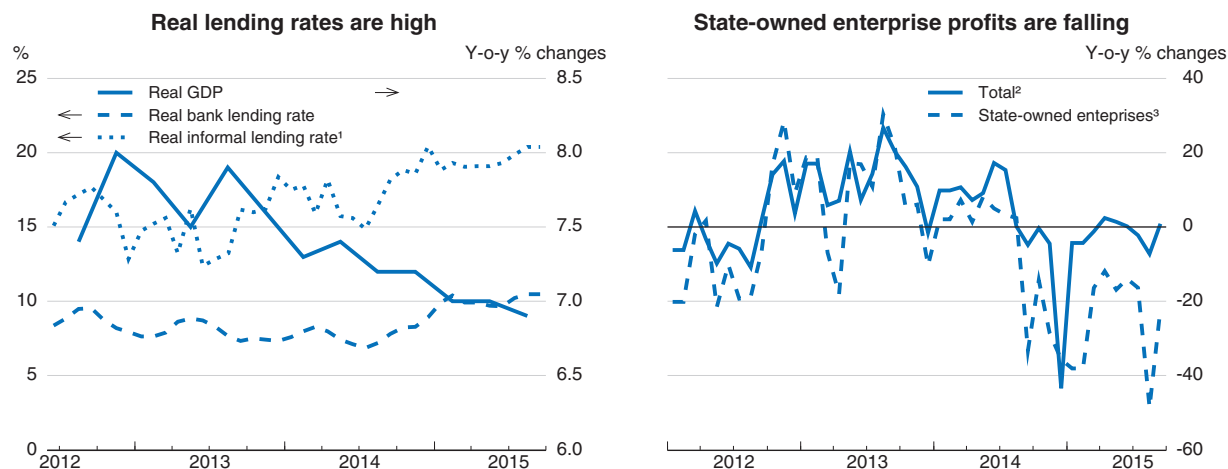 Real lending rates are high
%
Y-o-y % changes
25
20
15
10
5
0
8.5
8.0
7.5
7.0
6.5
6.0
Real GDP →
← Real bank lending rate
← Real informal lending rate¹
2012 2013 2014 2015
State-owned enterprise profits are falling
Y-o-y % changes
40
20
0
-20
-40
-60
Total²
State-owned enteprises³
2012 2013 2014 2015